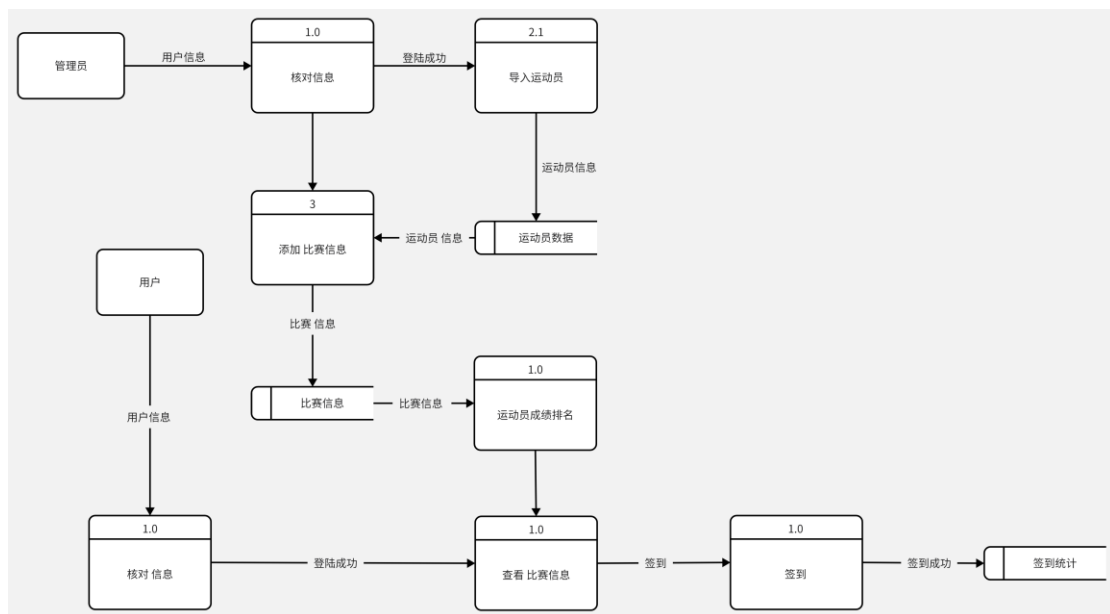 管理员
用户信息
1.0
核对信息
登陆成功
2.1
导入运动员
运动员信息
3
添加 比赛信息
运动员 信息
运动员数据
用户
比赛 信息
比赛信息
比赛信息
1.0
运动员成绩排名
用户信息
1.0
核对 信息
登陆成功
1.0
查看 比赛信息
签到
1.0
签到
签到成功
签到统计